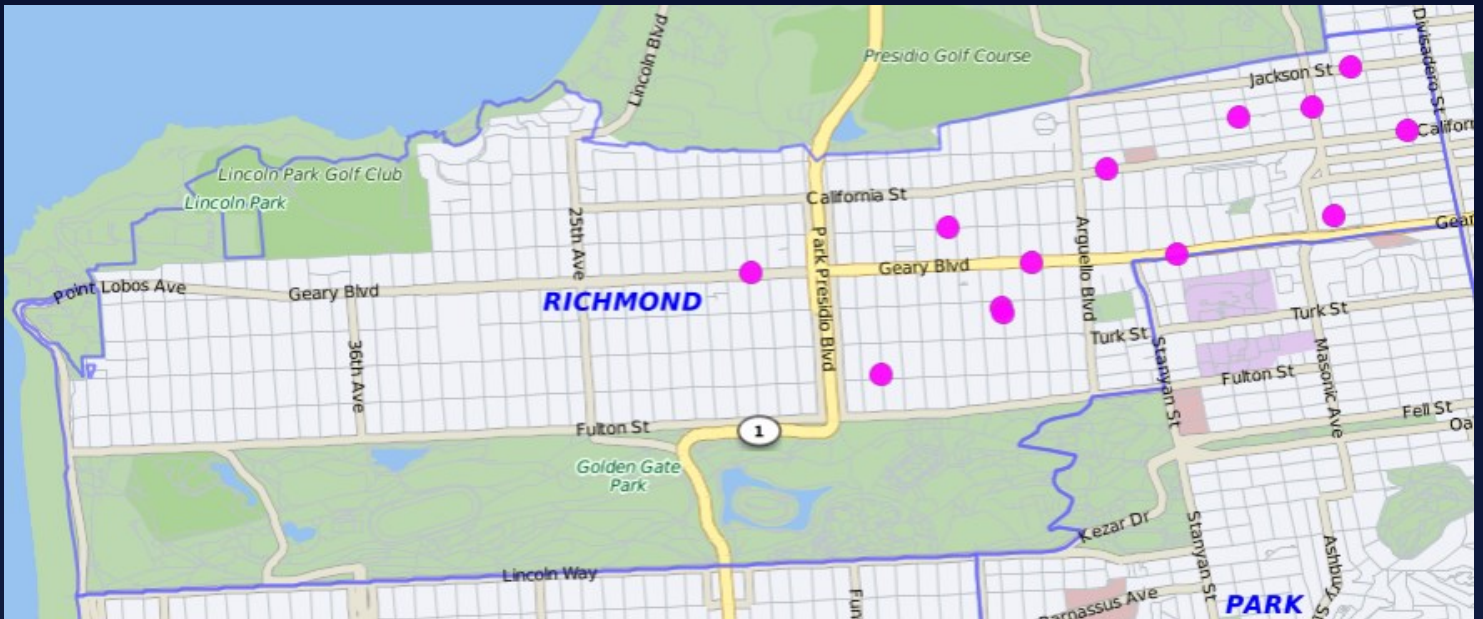 Lincoln Blvd
Divisadero St
Presidio Golf Course
Jackson St
Californ
Lincoln Park Golf Club
Lincoln Park
California St
25th Ave
Park Presidio Blvd
Arguello Blvd
Gear
Geary Blvd
Point Lobos Ave
Geary Blvd
RICHMOND
Turk St
Turk St
36th Ave
Stanyan St
Masonic Ave
Fulton St
Fell St
Fulton St
1
Oa
Golden Gate
Park
Kezar Dr
Stanyan St
Ashbury St
Lincoln Way
Fun
Parnassus Ave
PARK